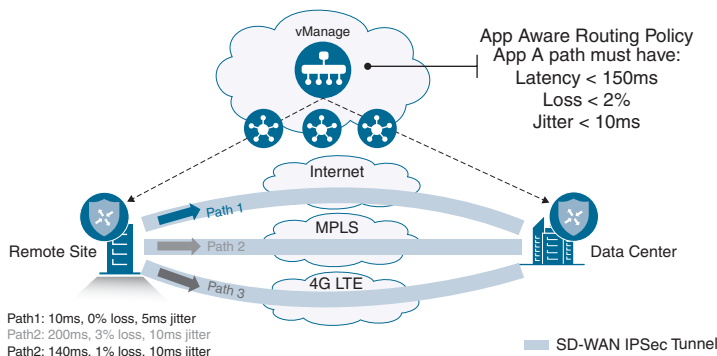 vManage
App Aware Routing Policy
App A path must have:
Latency < 150ms
Loss < 2%
Jitter < 10ms
Internet
Path 1
MPLS
Remote Site
Path 2
Data Center
4G LTE
Path 3
Path1: 10ms, 0% loss, 5ms jitter
Path2: 200ms, 3% loss, 10ms jitter
Path2: 140ms, 1% loss, 10ms jitter
SD-WAN IPSec Tunnel